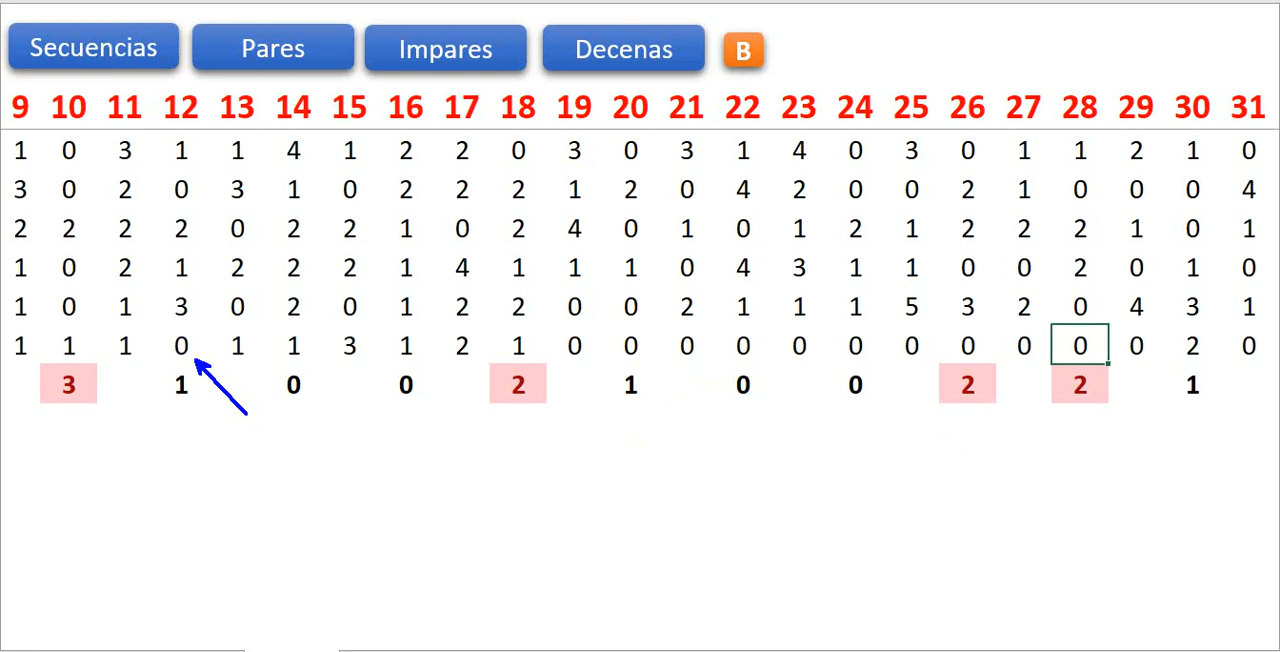 Secuencias Pares Impares Decenas B
9 10 11 12 13 14 15 16 17 18 19 20 21 22 23 24 25 26 27 28 29 30 31
1 0 3 1 1 4 1 2 2 0 3 0 3 1 4 0 3 0 1 1 2 1 0
3 0 2 0 3 1 0 2 2 2 1 2 0 4 2 0 0 2 1 0 0 0 4
2 2 2 2 0 2 2 1 0 2 4 0 1 0 1 2 1 2 2 2 1 0 1
1 0 2 1 2 2 2 1 4 1 1 1 0 4 3 1 1 0 0 2 0 1 0
1 0 1 3 0 2 0 1 2 2 0 0 2 1 1 1 5 3 2 0 4 3 1
1 1 1 0 1 1 3 1 2 1 0 0 0 0 0 0 0 0 0 0 0 2 0
3 1 0 0 2 1 0 0 2 2 1